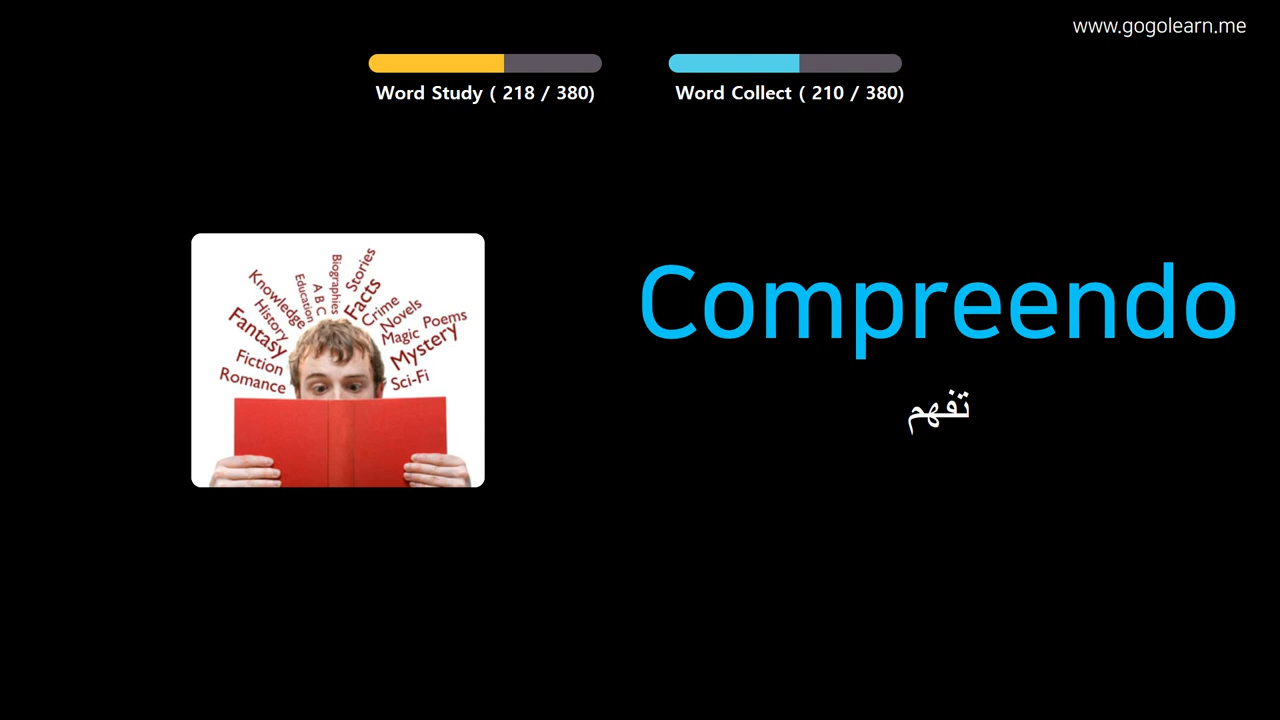 www.gogolearn.me
Word Study ( 218 / 380)
Word Collect ( 210 / 380)
Compreendo
تفهم
Stories
Biographies
Facts
A B C
Education
Knowledge
Crime
History
Novels
Poems
Fantasy
Magic
Mystery
Fiction
Romance
Sci-Fi